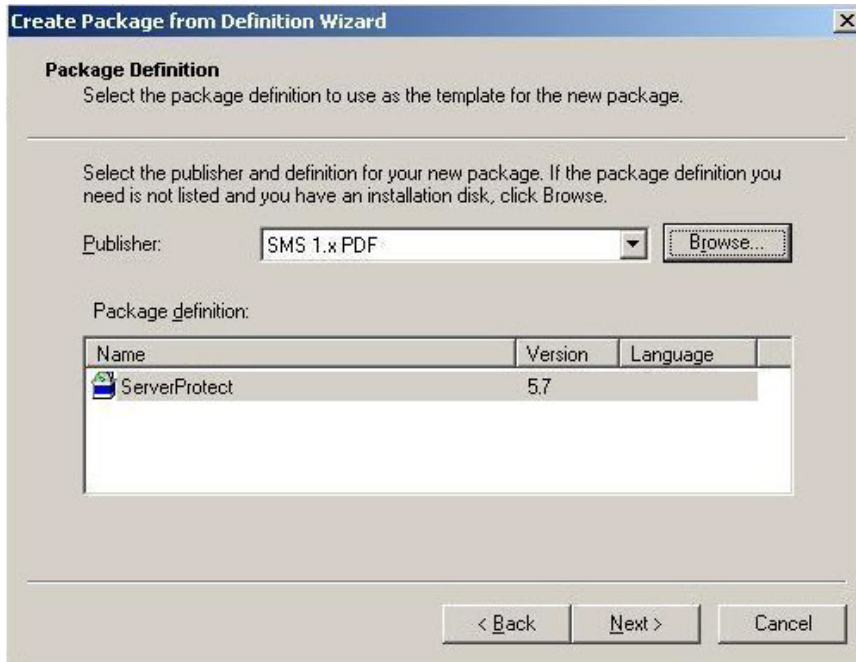 Create Package from Definition Wizard
Package Definition
Select the package definition to use as the template for the new package.
Select the publisher and definition for your new package. If the package definition you
need is not listed and you have an installation disk, click Browse.
Publisher: SMS 1.x PDF Browse...
Package definition:
Name Version Language
ServerProtect 5.7
< Back Next > Cancel